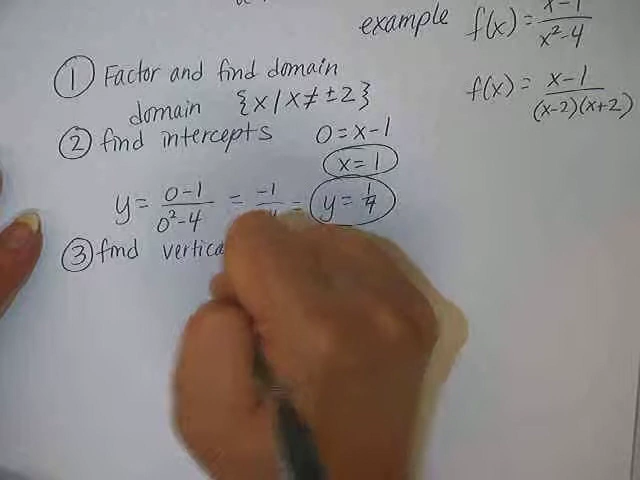 example f(x) = x-1 / x²-4
① Factor and find domain
domain {x/x≠±2}
f(x) = x-1 / (x-2)(x+2)
② find intercepts 0=x-1
x=1
y = 0-1 / 0²-4 = -1 / = y = 1/4
③ find